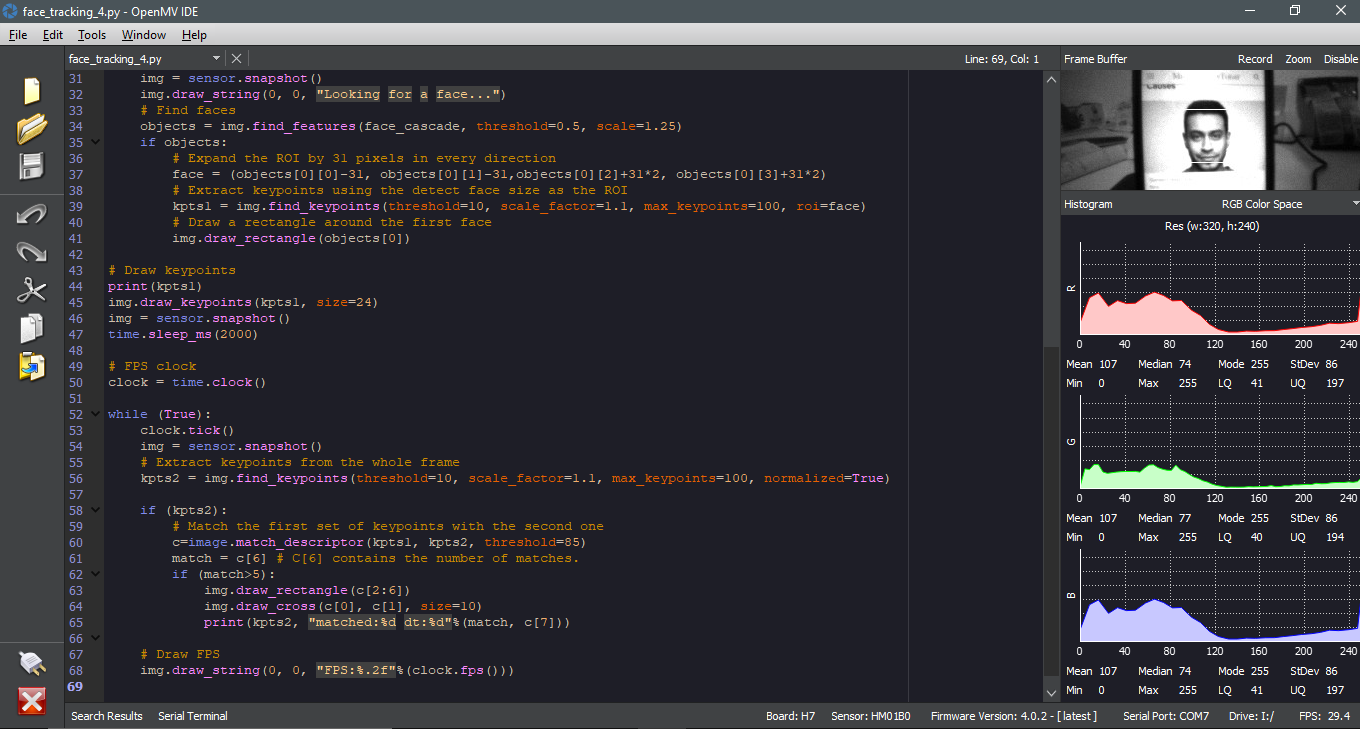 face_tracking_4.py - OpenMV IDE
File Edit Tools Window Help
face_tracking_4.py Line: 69, Col: 1
31 img = sensor.snapshot()
32 img.draw_string(0, 0, "Looking for a face...")
33 # Find faces
34 objects = img.find_features(face_cascade, threshold=0.5, scale=1.25)
35 if objects:
36 # Expand the ROI by 31 pixels in every direction
37 face = (objects[0][0]-31, objects[0][1]-31,objects[0][2]+31*2, objects[0][3]+31*2)
38 # Extract keypoints using the detect face size as the ROI
39 kpts1 = img.find_keypoints(threshold=10, scale_factor=1.1, max_keypoints=100, roi=face)
40 # Draw a rectangle around the first face
41 img.draw_rectangle(objects[0])
42
43 # Draw keypoints
44 print(kpts1)
45 img.draw_keypoints(kpts1, size=24)
46 img = sensor.snapshot()
47 time.sleep_ms(2000)
48
49 # FPS clock
50 clock = time.clock()
51
52 while (True):
53 clock.tick()
54 img = sensor.snapshot()
55 # Extract keypoints from the whole frame
56 kpts2 = img.find_keypoints(threshold=10, scale_factor=1.1, max_keypoints=100, normalized=True)
57
58 if (kpts2):
59 # Match the first set of keypoints with the second one
60 c=image.match_descriptor(kpts1, kpts2, threshold=85)
61 match = c[6] # C[6] contains the number of matches.
62 if (match>5):
63 img.draw_rectangle(c[2:6])
64 img.draw_cross(c[0], c[1], size=10)
65 print(kpts2, "matched:%d dt:%d"%(match, c[7]))
66
67 # Draw FPS
68 img.draw_string(0, 0, "FPS:%.2f"%(clock.fps()))
69
Frame Buffer Record Zoom Disable
Causes
Histogram RGB Color Space
Res (w:320, h:240)
R
0 40 80 120 160 200 240
Mean 107 Median 74 Mode 255 StDev 86
Min 0 Max 255 LQ 41 UQ 197
G
0 40 80 120 160 200 240
Mean 107 Median 77 Mode 255 StDev 86
Min 0 Max 255 LQ 40 UQ 194
B
0 40 80 120 160 200 240
Mean 107 Median 74 Mode 255 StDev 86
Min 0 Max 255 LQ 41 UQ 197
Search Results Serial Terminal Board: H7 Sensor: HM01B0 Firmware Version: 4.0.2 - [ latest ] Serial Port: COM7 Drive: I:/ FPS: 29.4